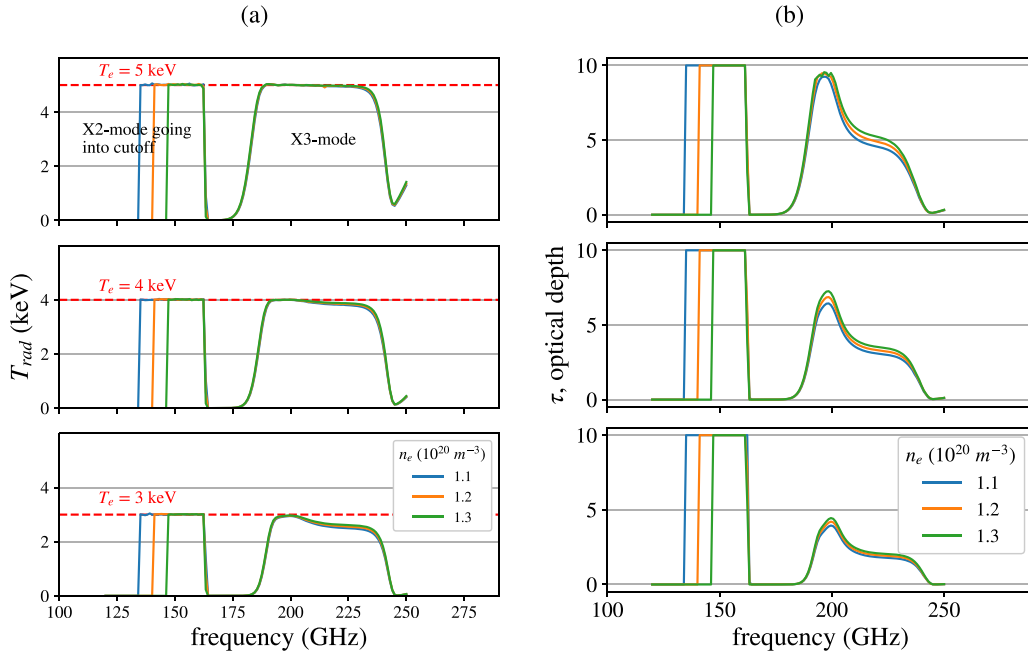 (a)
(b)
T_e = 5 keV
X2-mode going
into cutoff
X3-mode
4
2
0
T_e = 4 keV
4
2
0
T_rad (keV)
T_e = 3 keV
n_e (10^20 m^−3)
1.1
1.2
1.3
4
2
0
100 125 150 175 200 225 250 275
frequency (GHz)
10
5
0
10
5
0
τ, optical depth
n_e (10^20 m^−3)
1.1
1.2
1.3
10
5
0
100 150 200 250
frequency (GHz)